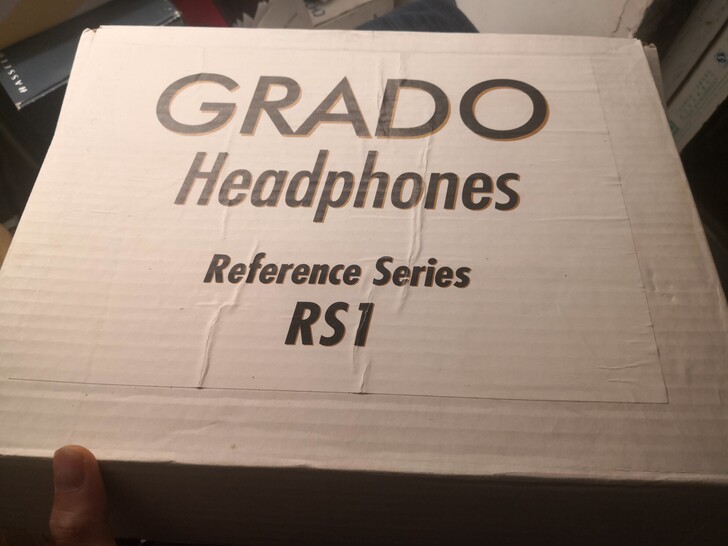 GRADO
Headphones
Reference Series
RS1